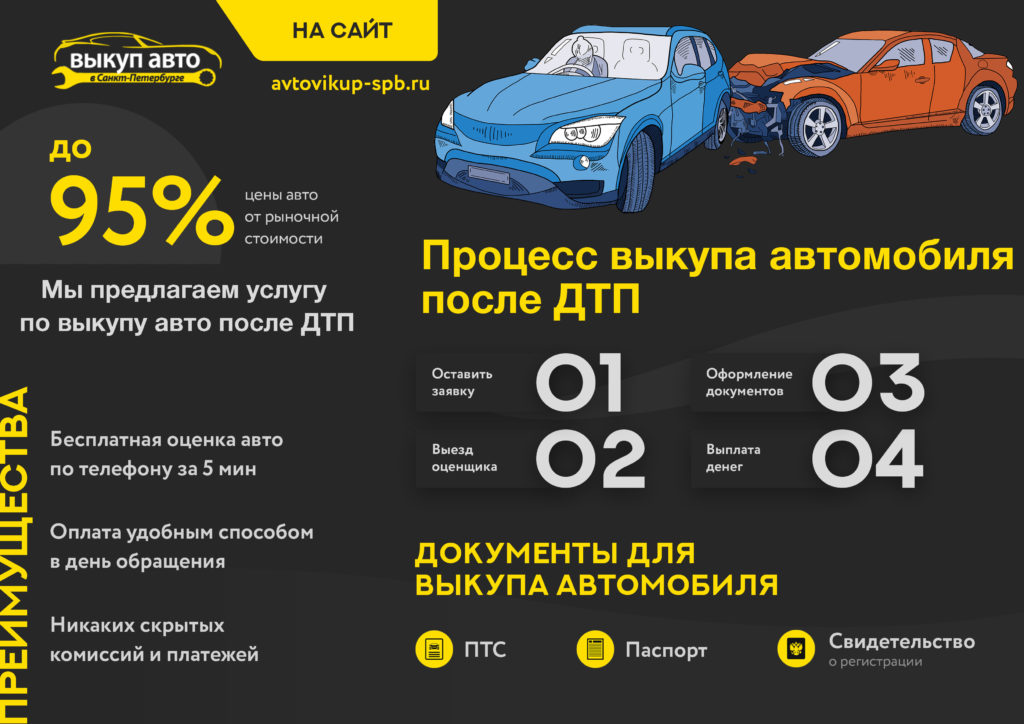 выкуп авто
в Санкт-Петербурге
НА САЙТ
avtovikup-spb.ru
до
95%
цены авто
от рыночной
стоимости
Мы предлагаем услугу
по выкупу авто после ДТП
ПРЕИМУЩЕСТВА
Бесплатная оценка авто
по телефону за 5 мин
Оплата удобным способом
в день обращения
Никаких скрытых
комиссий и платежей
Процесс выкупа автомобиля
после ДТП
Оставить
заявку
01
Выезд
оценщика
02
Оформление
документов
03
Выплата
денег
04
ДОКУМЕНТЫ ДЛЯ
ВЫКУПА АВТОМОБИЛЯ
ПТС
Паспорт
Свидетельство
о регистрации